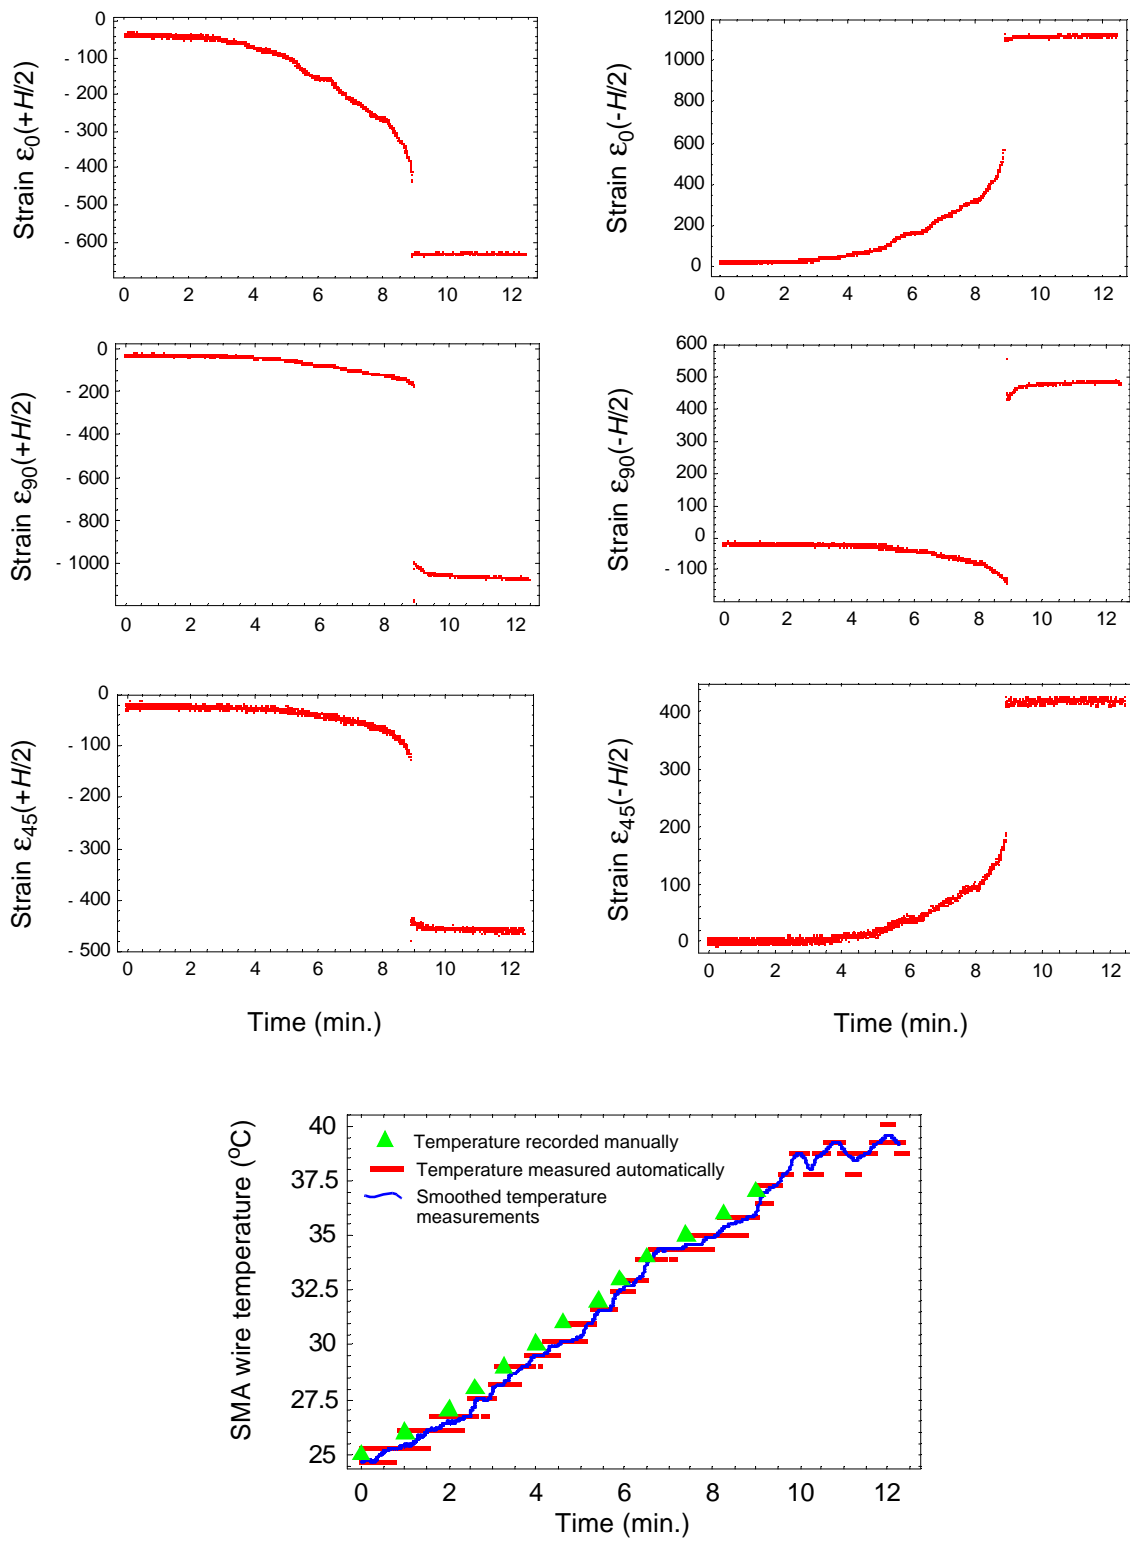 0
- 100
- 200
- 300
- 400
- 500
- 600
Strain ε0(+H/2)
0 2 4 6 8 10 12
1200
1000
800
600
400
200
0
Strain ε0(-H/2)
0 2 4 6 8 10 12
0
- 200
- 400
- 600
- 800
- 1000
Strain ε90(+H/2)
0 2 4 6 8 10 12
600
500
400
300
200
100
0
- 100
Strain ε90(-H/2)
0 2 4 6 8 10 12
0
- 100
- 200
- 300
- 400
- 500
Strain ε45(+H/2)
0 2 4 6 8 10 12
Time (min.)
400
300
200
100
0
Strain ε45(-H/2)
0 2 4 6 8 10 12
Time (min.)
40
37.5
35
32.5
30
27.5
25
SMA wire temperature (oC)
Temperature recorded manually
Temperature measured automatically
Smoothed temperature
measurements
0 2 4 6 8 10 12
Time (min.)